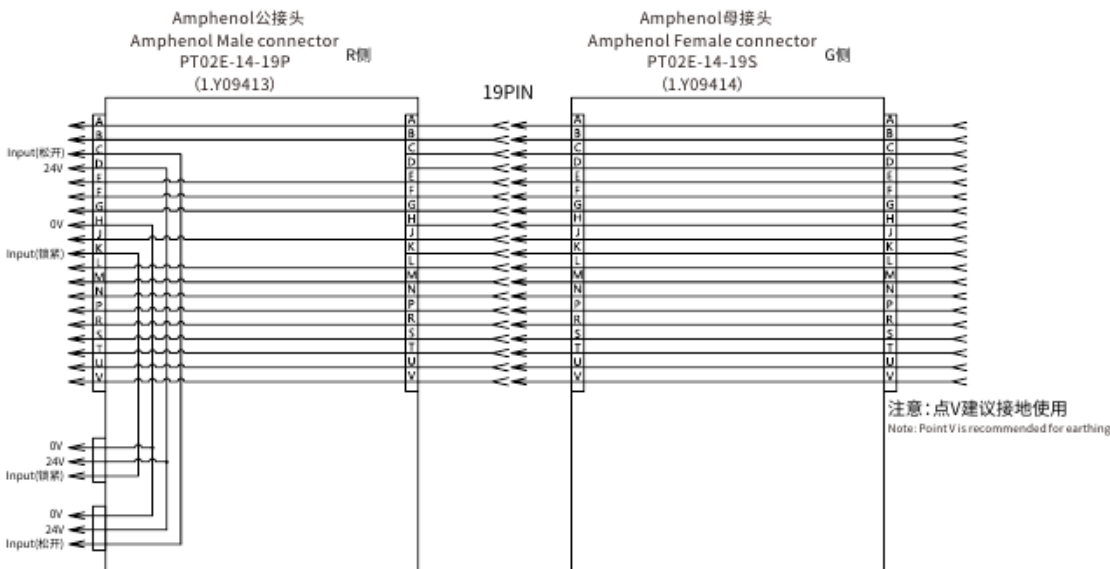 Amphenol公接头
Amphenol Male connector
PT02E-14-19P
(1.Y09413)
R侧
Amphenol母接头
Amphenol Female connector
PT02E-14-19S
(1.Y09414)
G侧
19PIN
A
B
C
D
E
F
G
H
J
K
L
M
N
P
R
S
T
U
V
A
B
C
D
E
F
G
H
J
K
L
M
N
P
R
S
T
U
V
A
B
C
D
E
F
G
H
J
K
L
M
N
P
R
S
T
U
V
A
B
C
D
E
F
G
H
J
K
L
M
N
P
R
S
T
U
V
Input(松开)
24V
0V
Input(锁紧)
注意:点V建议接地使用
Note: Point V is recommended for earthing
0V
24V
Input(锁紧)
0V
24V
Input(松开)